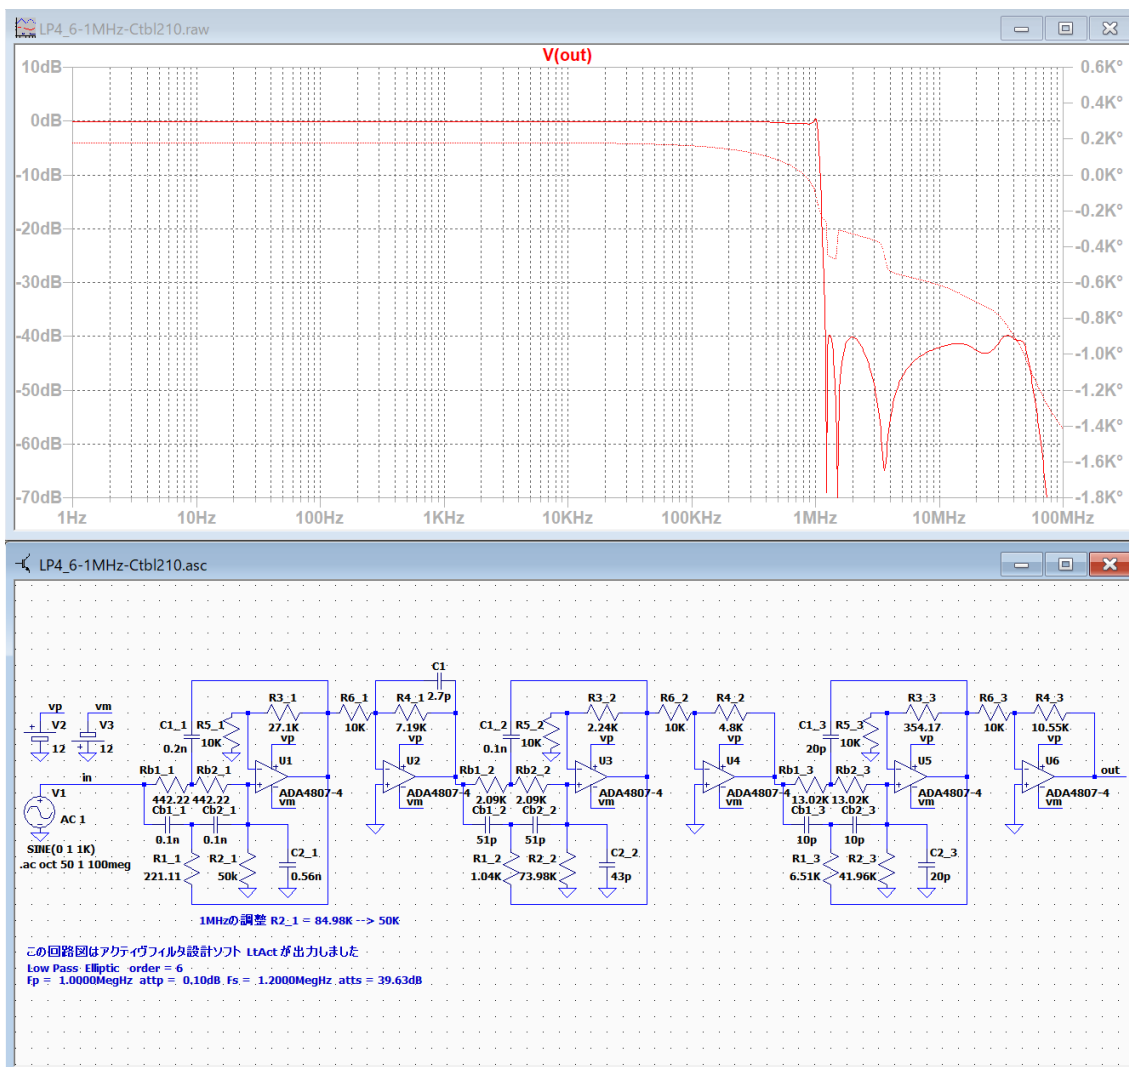 LP4_6-1MHz-Ctbl210.raw
V(out)
10dB 0.6K°
0.4K°
0dB
0.2K°
-10dB 0.0K°
-0.2K°
-20dB
-0.4K°
-30dB -0.6K°
-0.8K°
-40dB
-1.0K°
-50dB
-1.2K°
-1.4K°
-60dB
-1.6K°
-70dB -1.8K°
1Hz 10Hz 100Hz 1KHz 10KHz 100KHz 1MHz 10MHz 100MHz
LP4_6-1MHz-Ctbl210.asc
C1
2.7p
vp vm R3_1 R6_1 R4_1 R3_2 R6_2 R4_2 R3_3 R6_3 R4_3
V2 V3 C1_1 R5_1 27.1K 10K 7.19K C1_2 R5_2 2.24K 10K 4.8K C1_3 R5_3 354.17 10K 10.55K
12 12 0.2n 10K vp vp 0.1n 10K vp vp 20p 10K vp vp
in Rb1_1 Rb2_1 U1 U2 Rb1_2 Rb2_2 U3 U4 Rb1_3 Rb2_3 U5 U6 out
V1 442.22 442.22 ADA4807-4 ADA4807-4 2.09K 2.09K ADA4807-4 ADA4807-4 13.02K 13.02K ADA4807-4 ADA4807-4
Cb1_1 Cb2_1 vm vm Cb1_2 Cb2_2 vm vm Cb1_3 Cb2_3 vm vm
AC 1 0.1n 0.1n 51p 51p 10p 10p
SINE(0 1 1K) R1_1 R2_1 C2_1 R1_2 R2_2 C2_2 R1_3 R2_3 C2_3
.ac oct 50 1 100meg 221.11 50k 0.56n 1.04K 73.98K 43p 6.51K 41.96K 20p
1MHzの調整 R2_1 = 84.98K --> 50K
この回路図はアクティヴフィルタ設計ソフト LtAct が出力しました
Low Pass Elliptic order = 6
Fp = 1.0000MegHz attp = 0.10dB Fs = 1.2000MegHz atts = 39.63dB